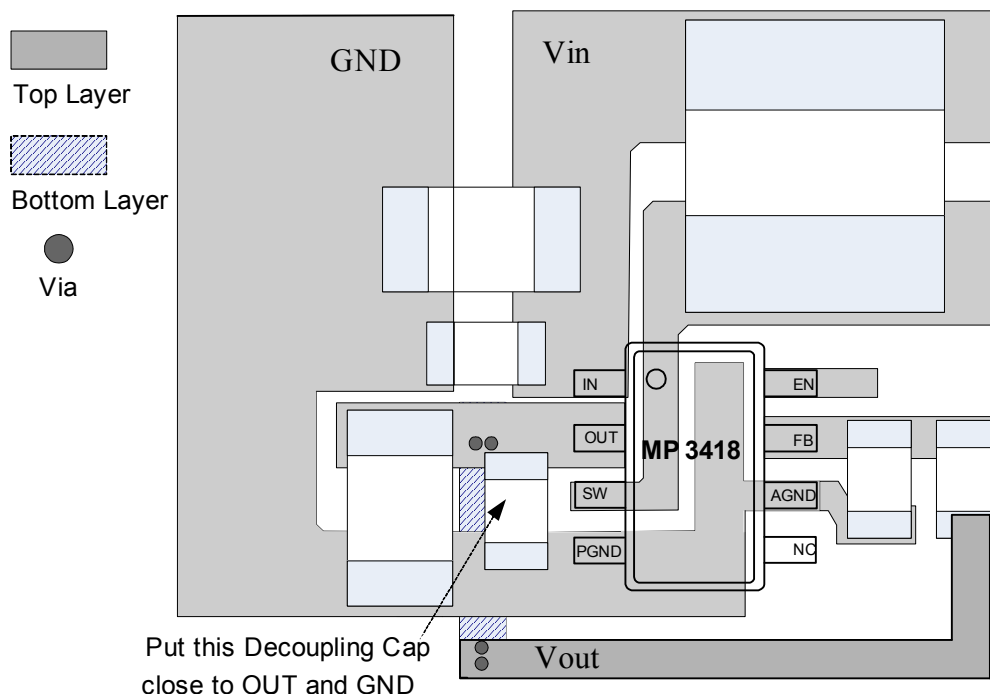 GND
Vin
Top Layer
Bottom Layer
Via
IN
EN
OUT
MP 3418
FB
SW
AGND
PGND
NC
Put this Decoupling Cap
close to OUT and GND
Vout